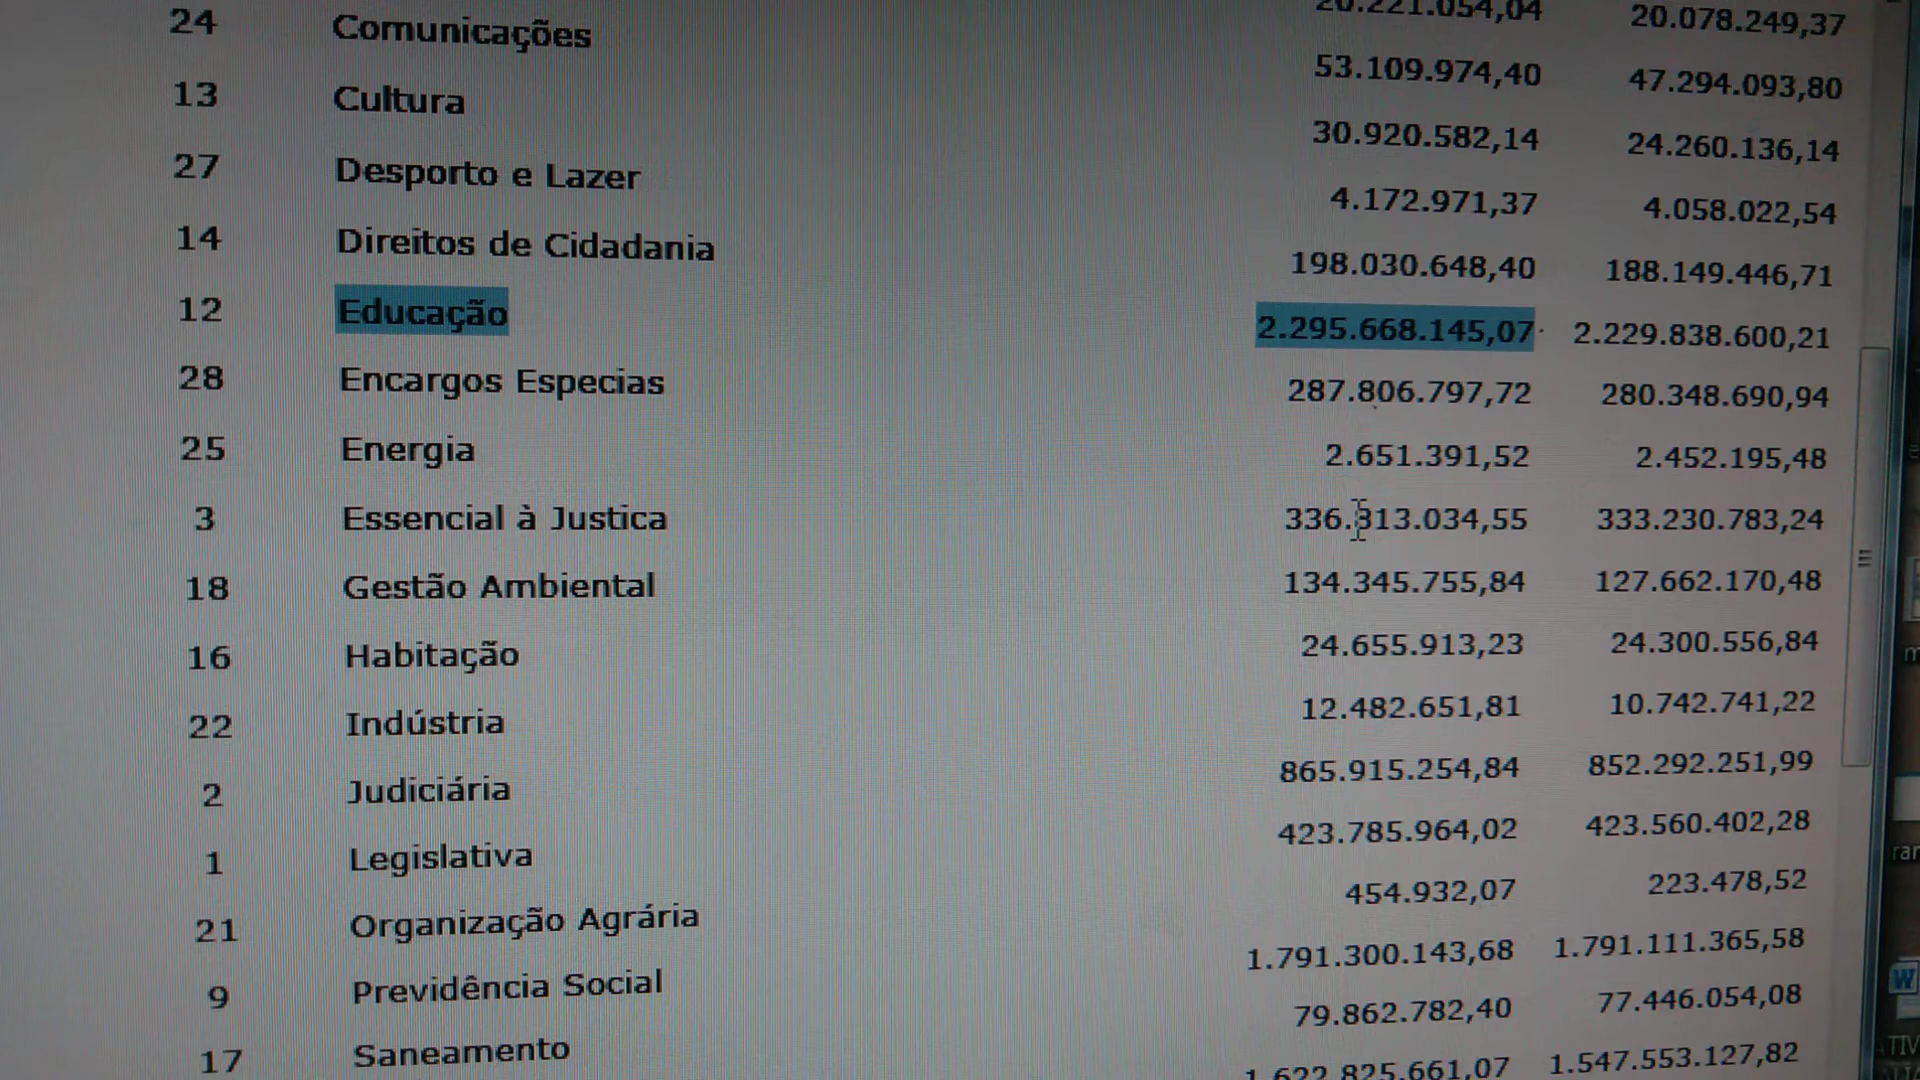 20.221.054,04 20.078.249,37
24 Comunicações 53.109.974,40 47.294.093,80
13 Cultura 30.920.582,14 24.260.136,14
27 Desporto e Lazer 4.172.971,37 4.058.022,54
14 Direitos de Cidadania 198.030.648,40 188.149.446,71
12 Educação 2.295.668.145,07 2.229.838.600,21
28 Encargos Especias 287.806.797,72 280.348.690,94
25 Energia 2.651.391,52 2.452.195,48
3 Essencial à Justica 333.230.783,24
18 Gestão Ambiental 134.345.755,84 127.662.170,48
16 Habitação 24.655.913,23 24.300.556,84
22 Indústria 12.482.651,81 10.742.741,22
2 Judiciária 865.915.254,84 852.292.251,99
1 Legislativa 423.785.964,02 423.560.402,28
21 Organização Agrária 454.932,07 223.478,52
9 Previdência Social 1.791.300.143,68 1.791.111.365,58
17 Saneamento 79.862.782,40 77.446.054,08
1.622.825.661,07 1.547.553.127,82